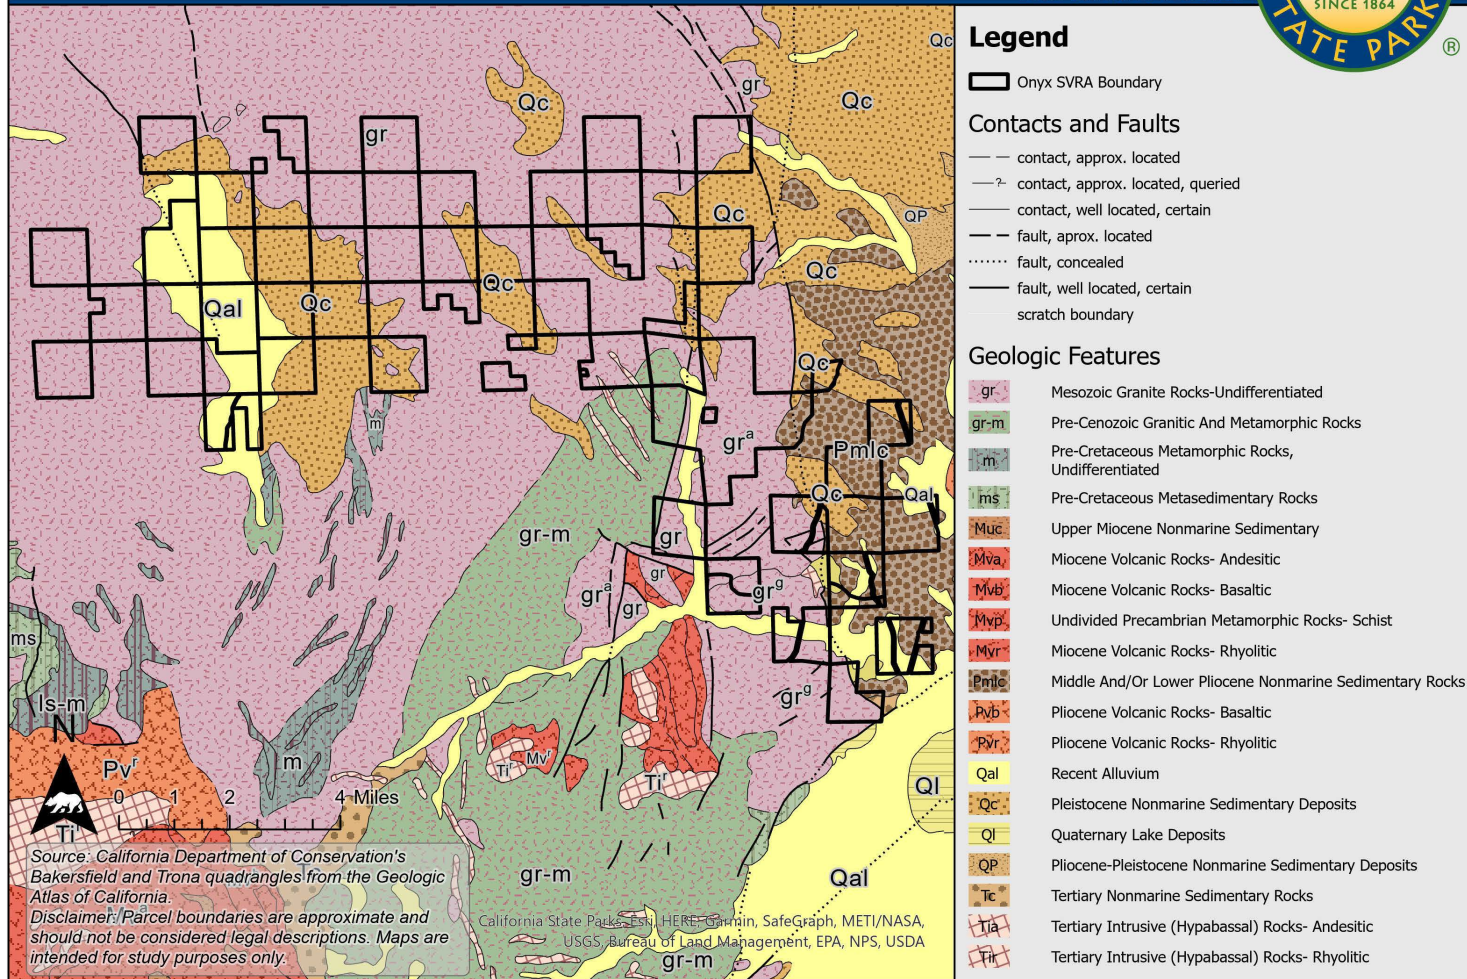 SINCE 1864
TATE PARK
®
Legend
Onyx SVRA Boundary
Contacts and Faults
contact, approx. located
?
contact, approx. located, queried
contact, well located, certain
fault, aprox. located
fault, concealed
fault, well located, certain
scratch boundary
Geologic Features
gr Mesozoic Granite Rocks-Undifferentiated
gr-m Pre-Cenozoic Granitic And Metamorphic Rocks
m Pre-Cretaceous Metamorphic Rocks,
Undifferentiated
ms Pre-Cretaceous Metasedimentary Rocks
Muc Upper Miocene Nonmarine Sedimentary
Mva Miocene Volcanic Rocks- Andesitic
Mvb Miocene Volcanic Rocks- Basaltic
Mvp Undivided Precambrian Metamorphic Rocks- Schist
Mvr Miocene Volcanic Rocks- Rhyolitic
Pmlc Middle And/Or Lower Pliocene Nonmarine Sedimentary Rocks
Pvb Pliocene Volcanic Rocks- Basaltic
Pvr Pliocene Volcanic Rocks- Rhyolitic
Qal Recent Alluvium
Qc Pleistocene Nonmarine Sedimentary Deposits
Ql Quaternary Lake Deposits
QP Pliocene-Pleistocene Nonmarine Sedimentary Deposits
Tc Tertiary Nonmarine Sedimentary Rocks
Tia Tertiary Intrusive (Hypabassal) Rocks- Andesitic
Tir Tertiary Intrusive (Hypabassal) Rocks- Rhyolitic
Qc
gr
Qc
Qc
gr
Qc
QP
Qc
Qc
Qal
Qc
Qc
m
gr^a
Pmlc
Qc
Qal
gr-m
gr
gr
gr^a
gr
gr^g
ms
ls-m
gr^g
N
m
Pv^r
Ti^r
Mv^r
Ti^r
Ql
0 1 2 4 Miles
Ti^r
gr-m
Qal
gr-m
Source: California Department of Conservation's
Bakersfield and Trona quadrangles from the Geologic
Atlas of California.
Disclaimer: Parcel boundaries are approximate and
should not be considered legal descriptions. Maps are
intended for study purposes only.
California State Parks, Esri, HERE, Garmin, SafeGraph, METI/NASA,
USGS, Bureau of Land Management, EPA, NPS, USDA